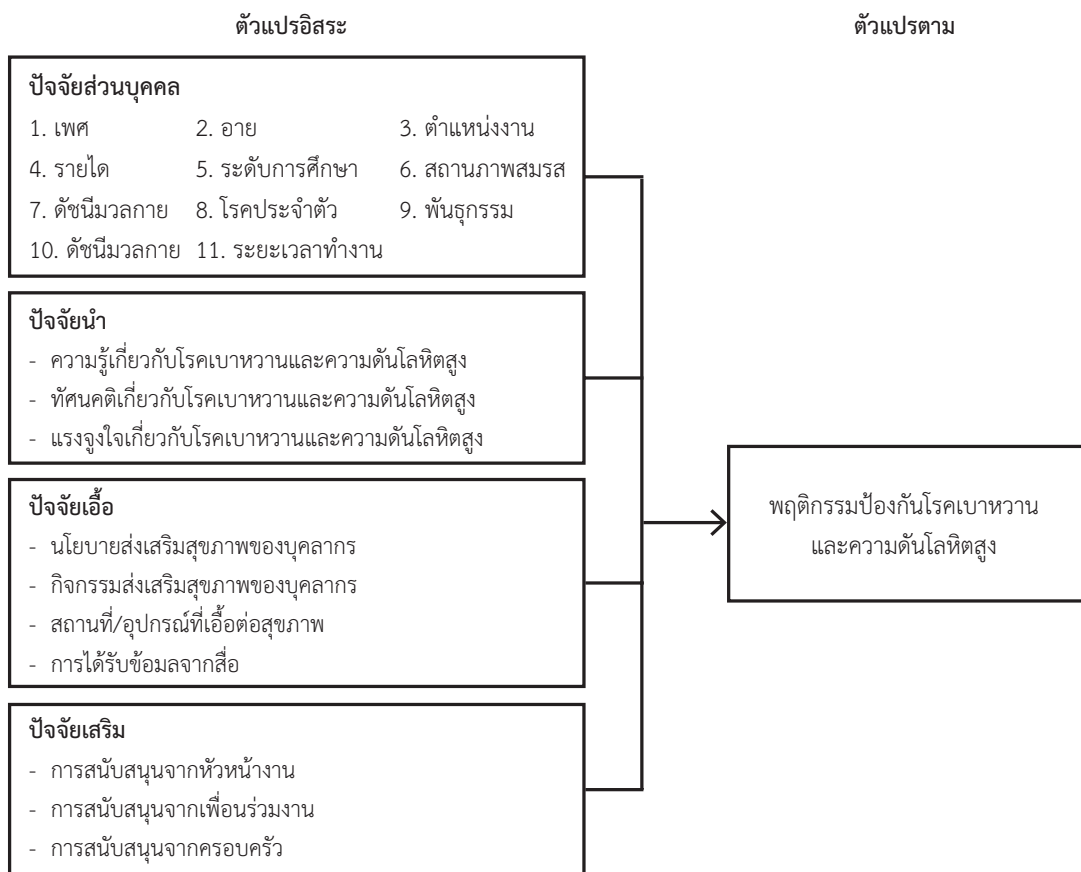 ตัวแปรอิสระ ตัวแปรตาม
ปัจจัยส่วนบุคคล
1. เพศ 2. อาย 3. ตำแหน่งงาน
4. รายได 5. ระดับการศึกษา 6. สถานภาพสมรส
7. ดัชนีมวลกาย 8. โรคประจำตัว 9. พันธุกรรม
10. ดัชนีมวลกาย 11. ระยะเวลาทำงาน
ปัจจัยนำ
- ความรู้เกี่ยวกับโรคเบาหวานและความดันโลหิตสูง
- ทัศนคติเกี่ยวกับโรคเบาหวานและความดันโลหิตสูง
- แรงจูงใจเกี่ยวกับโรคเบาหวานและความดันโลหิตสูง
ปัจจัยเอื้อ
- นโยบายส่งเสริมสุขภาพของบุคลากร
- กิจกรรมส่งเสริมสุขภาพของบุคลากร
- สถานที่/อุปกรณ์ที่เอื้อต่อสุขภาพ
- การได้รับข้อมลจากสื่อ
ปัจจัยเสริม
- การสนับสนุนจากหัวหน้างาน
- การสนับสนุนจากเพื่อนร่วมงาน
- การสนับสนุนจากครอบครัว
พฤติกรรมป้องกันโรคเบาหวาน
และความดันโลหิตสูง